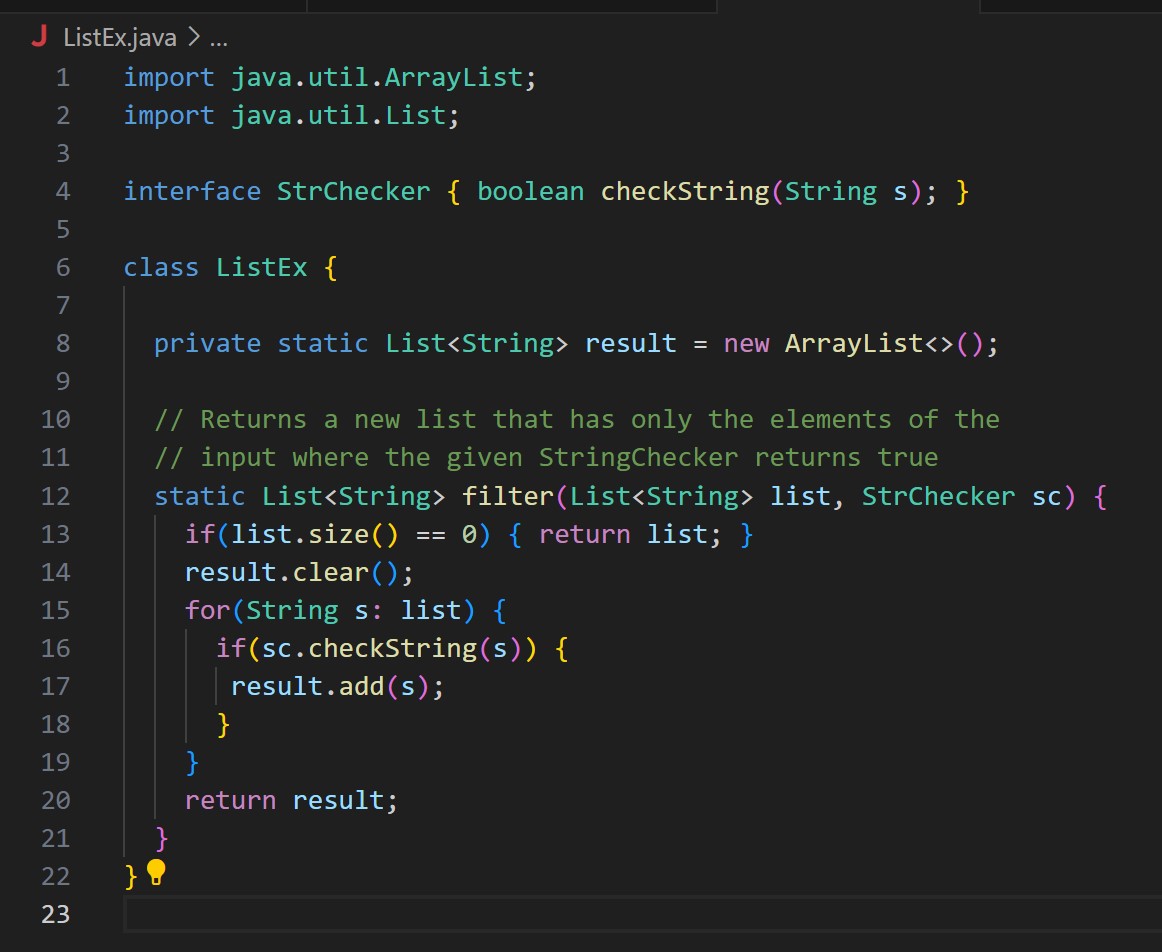 J ListEx.java > ...
1 import java.util.ArrayList;
2 import java.util.List;
3
4 interface StrChecker { boolean checkString(String s); }
5
6 class ListEx {
7
8   private static List<String> result = new ArrayList<>();
9
10   // Returns a new list that has only the elements of the
11   // input where the given StringChecker returns true
12   static List<String> filter(List<String> list, StrChecker sc) {
13     if(list.size() == 0) { return list; }
14     result.clear();
15     for(String s: list) {
16       if(sc.checkString(s)) {
17        result.add(s);
18       }
19     }
20     return result;
21   }
22 }
23